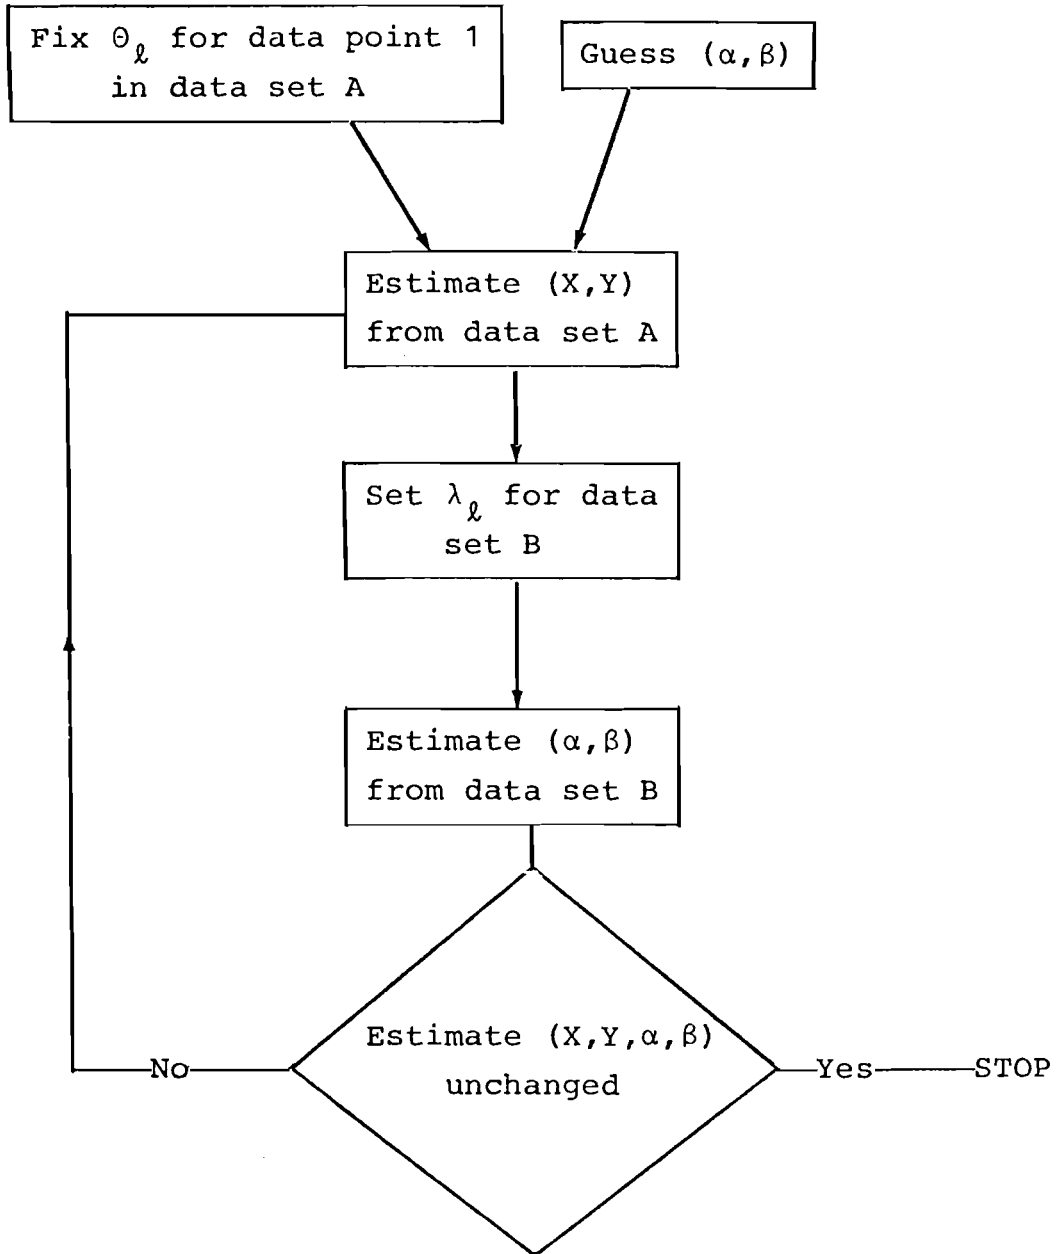 Fix Θ_ℓ for data point 1
in data set A
Guess (α,β)
Estimate (X,Y)
from data set A
Set λ_ℓ for data
set B
Estimate (α,β)
from data set B
Estimate (X,Y,α,β)
unchanged
No
Yes
STOP